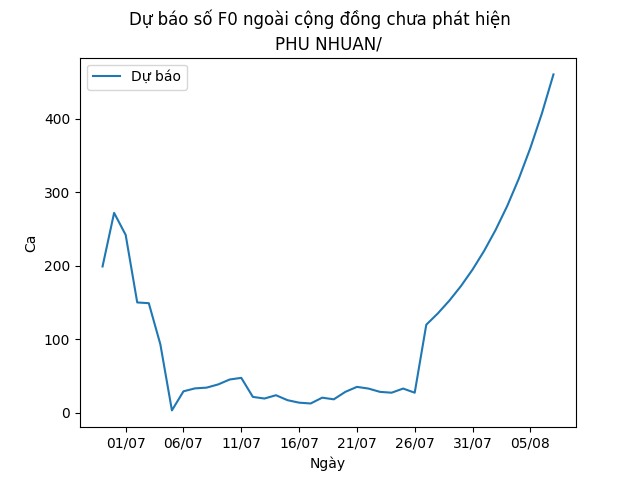 Dự báo số F0 ngoài cộng đồng chưa phát hiện
PHU NHUAN/
Dự báo
400
300
200
100
0
Ca
01/07 06/07 11/07 16/07 21/07 26/07 31/07 05/08
Ngày